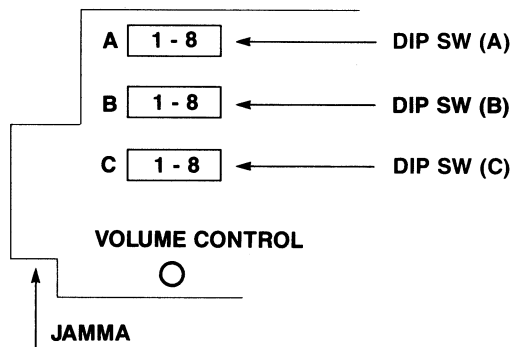 A 1 - 8 DIP SW (A)
B 1 - 8 DIP SW (B)
C 1 - 8 DIP SW (C)
VOLUME CONTROL
JAMMA